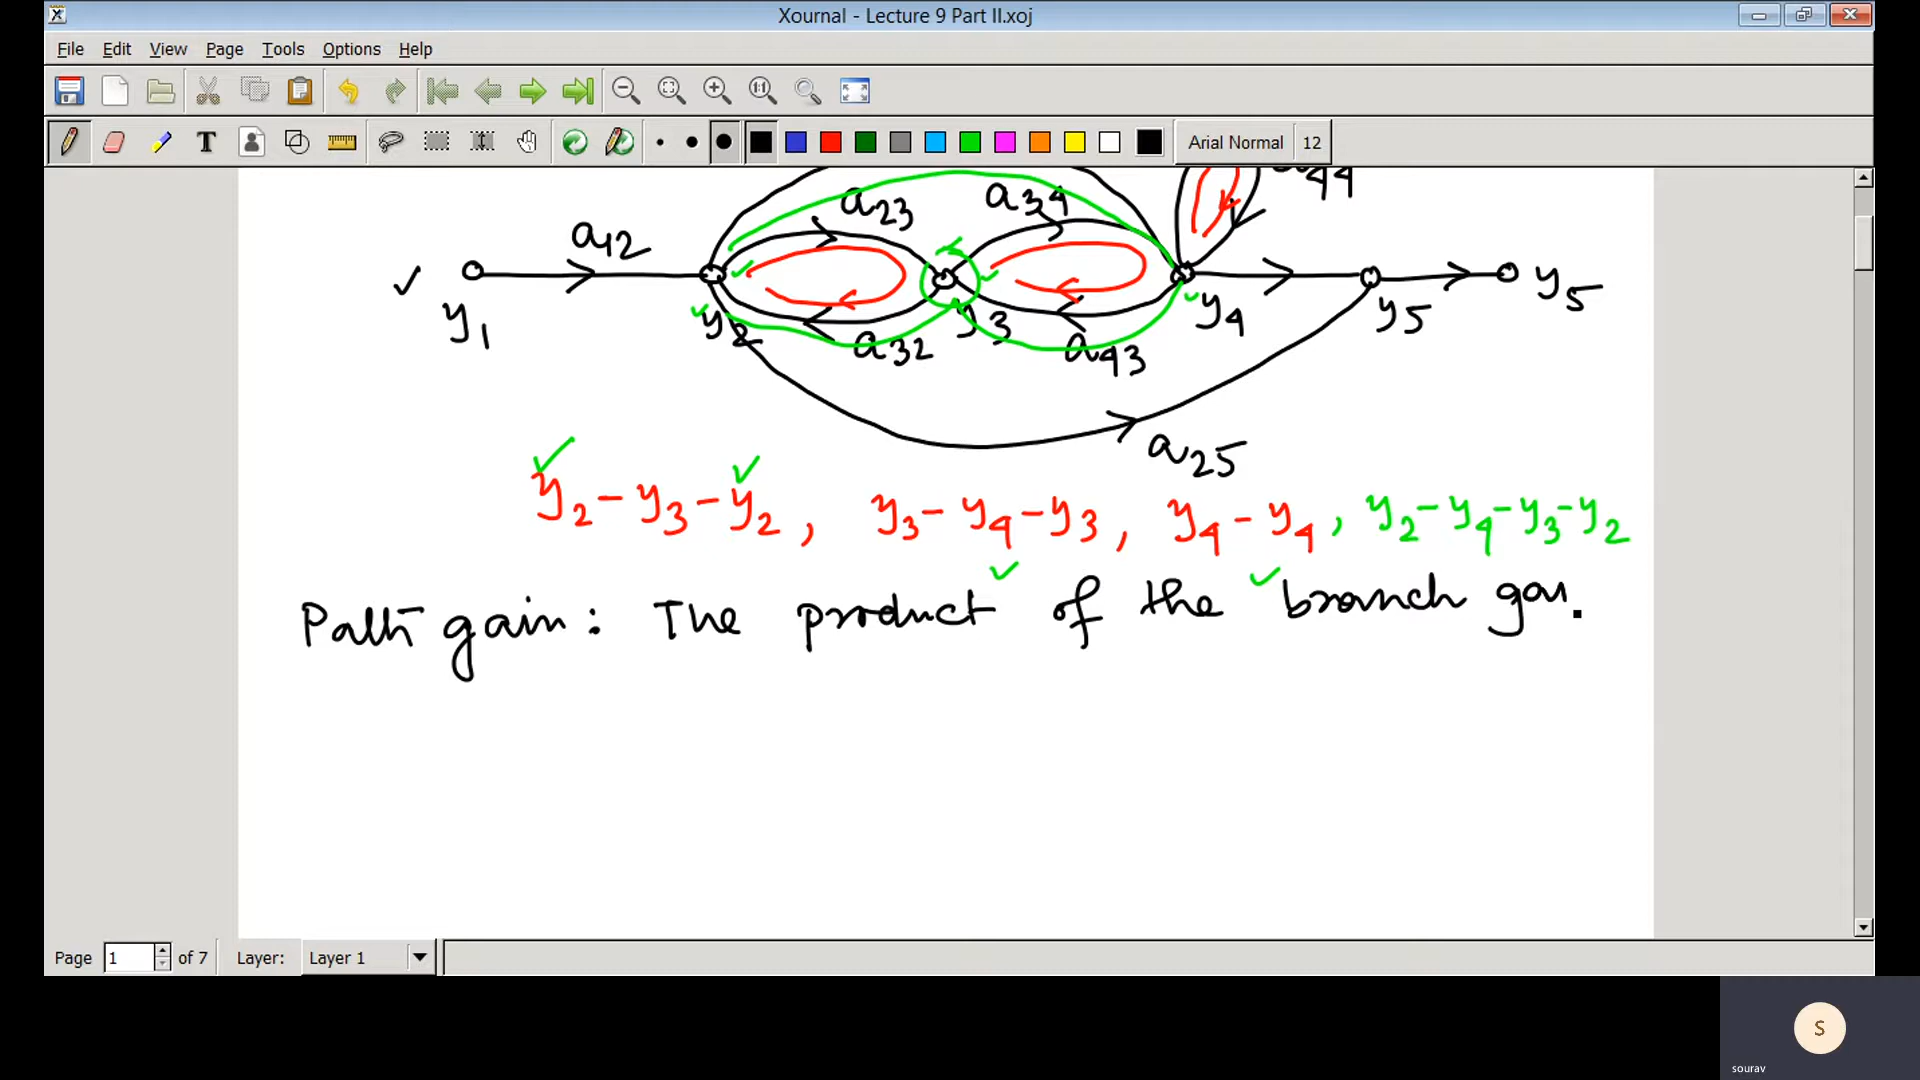 Xournal - Lecture 9 Part II.xoj
File Edit View Page Tools Options Help
Arial Normal 12
a23 a34 a44
a12
y1 y2 y3 y4 y5 y5
a32 a43
a25
y2 - y3 - y2, y3 - y4 - y3, y4 - y4, y2 - y4 - y3 - y2
Path gain: The product of the branch gai
Page 1 of 7 Layer: Layer 1
S
sourav